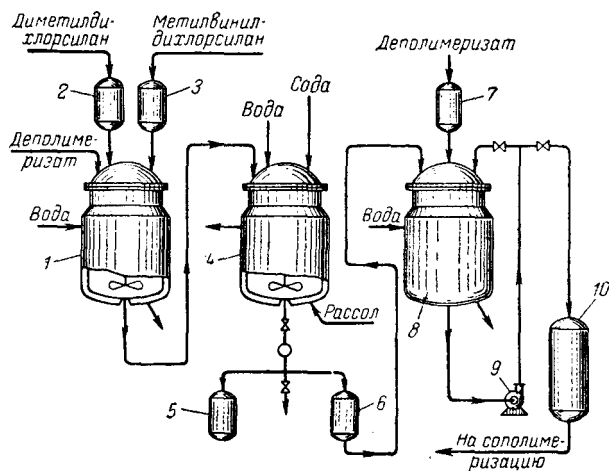 Диметилди-
хлорсилан
Метилвинил-
дихлорсилан
2
3
Деполиме-
ризат
Вода
1
Вода
Сода
4
Рассол
5
6
Деполимеризат
7
Вода
8
9
10
На сополиме-
ризацию